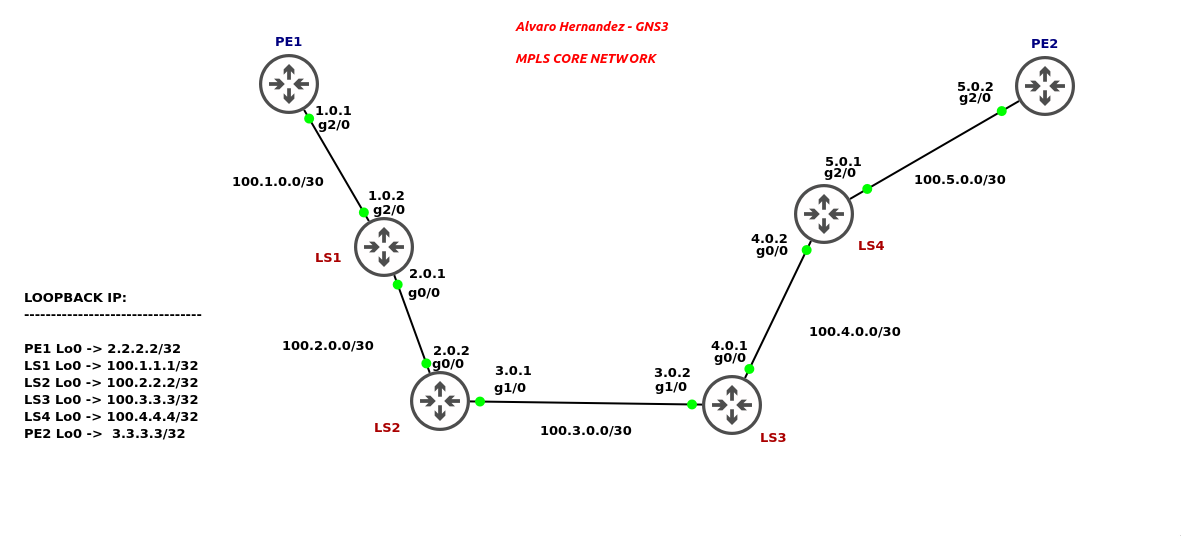 Alvaro Hernandez - GNS3
MPLS CORE NETWORK
PE1
1.0.1
g2/0
100.1.0.0/30
1.0.2
g2/0
LS1
2.0.1
g0/0
100.2.0.0/30
2.0.2
g0/0
LS2
3.0.1
g1/0
100.3.0.0/30
3.0.2
g1/0
LS3
4.0.1
g0/0
100.4.0.0/30
4.0.2
g0/0
LS4
5.0.1
g2/0
100.5.0.0/30
5.0.2
g2/0
PE2
LOOPBACK IP:
---------------------------------
PE1 Lo0 -> 2.2.2.2/32
LS1 Lo0 -> 100.1.1.1/32
LS2 Lo0 -> 100.2.2.2/32
LS3 Lo0 -> 100.3.3.3/32
LS4 Lo0 -> 100.4.4.4/32
PE2 Lo0 ->  3.3.3.3/32